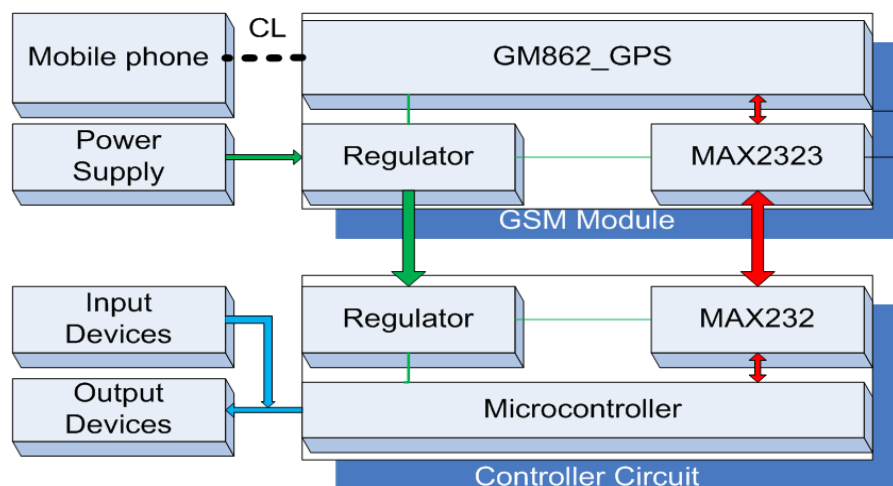 CL
Mobile phone
GM862_GPS
Power
Supply
Regulator
MAX2323
GSM Module
Input
Devices
Regulator
MAX232
Output
Devices
Microcontroller
Controller Circuit